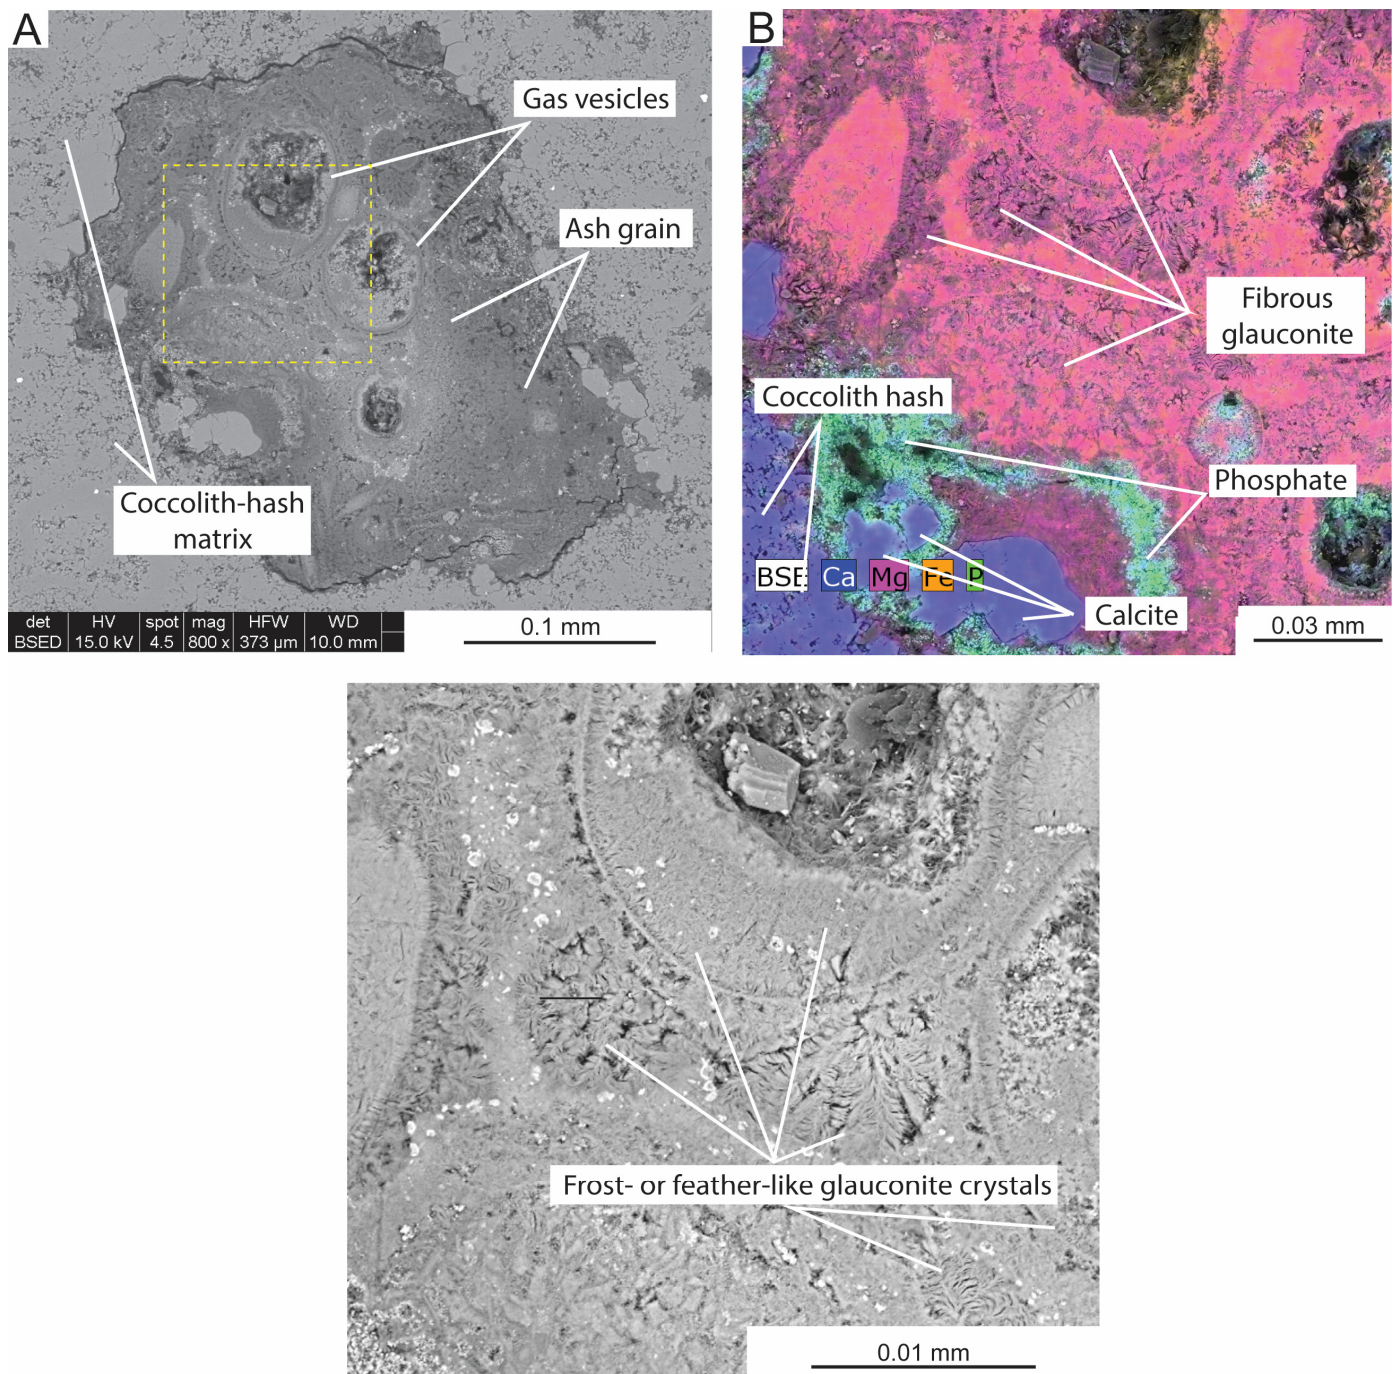 A
Gas vesicles
Ash grain
Coccolith-hash
matrix
det HV spot mag HFW WD
BSED 15.0 kV 4.5 800 x 373 µm 10.0 mm
0.1 mm
B
Fibrous
glauconite
Coccolith hash
Phosphate
BSE Ca Mg Fe P
Calcite
0.03 mm
Frost- or feather-like glauconite crystals
0.01 mm